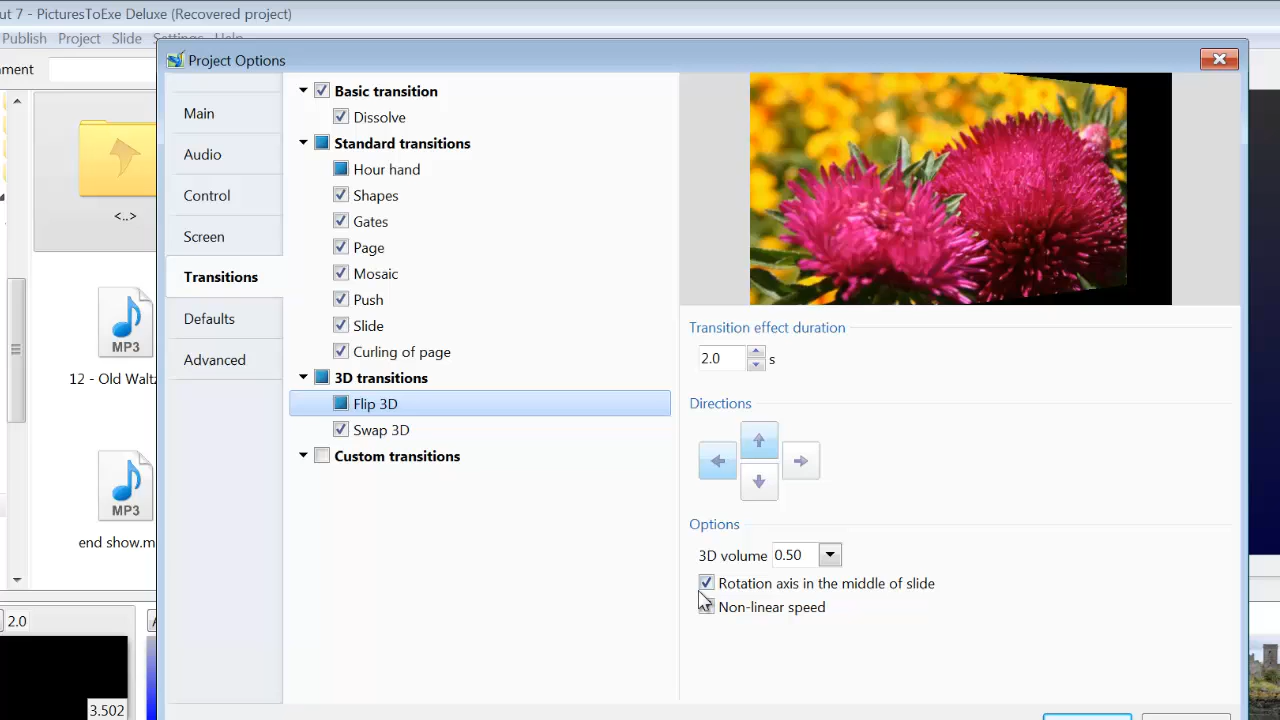 ut 7 - PicturesToExe Deluxe (Recovered project)
Publish Project Slide Settings Help
ment
Project Options
Main
Audio
Control
Screen
Transitions
Defaults
Advanced
Basic transition
Dissolve
Standard transitions
Hour hand
Shapes
Gates
Page
Mosaic
Push
Slide
Curling of page
3D transitions
Flip 3D
Swap 3D
Custom transitions
Transition effect duration
2.0 s
Directions
Options
3D volume 0.50
Rotation axis in the middle of slide
Non-linear speed
<..>
MP3
12 - Old Waltz
MP3
end show.m
2.0
3.502